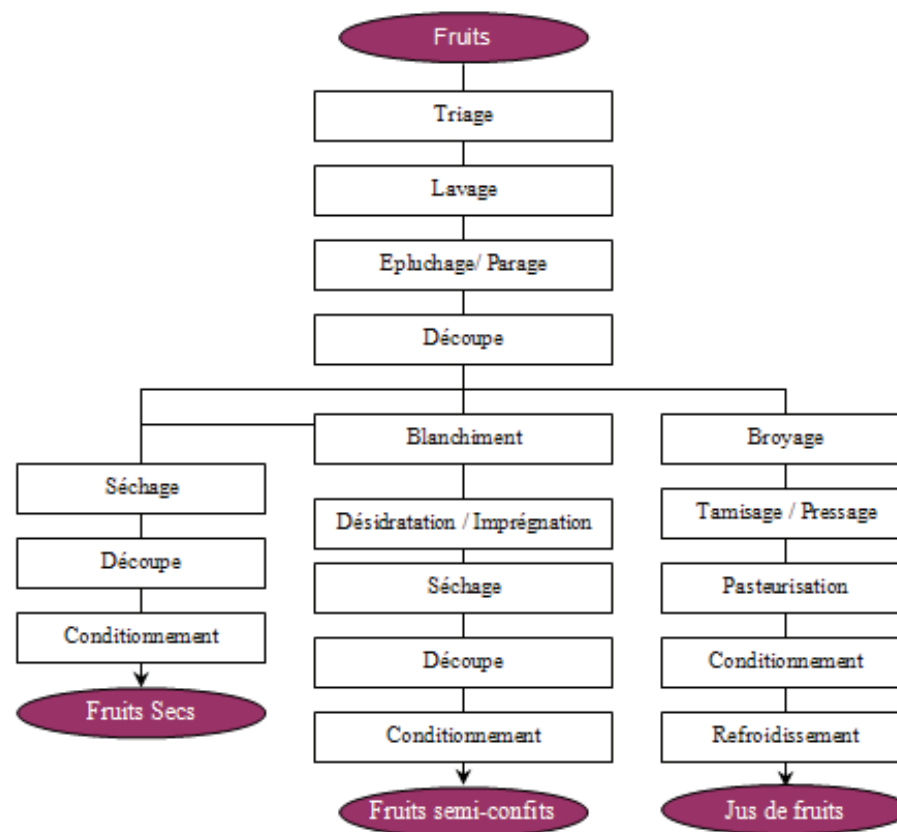 Fruits
Triage
Lavage
Epluchage/ Parage
Découpe
Blanchiment
Broyage
Séchage
Tamisage / Pressage
Désidratation / Imprégnation
Découpe
Séchage
Pasteurisation
Conditionnement
Découpe
Conditionnement
Fruits Secs
Conditionnement
Refroidissement
Fruits semi-confits
Jus de fruits